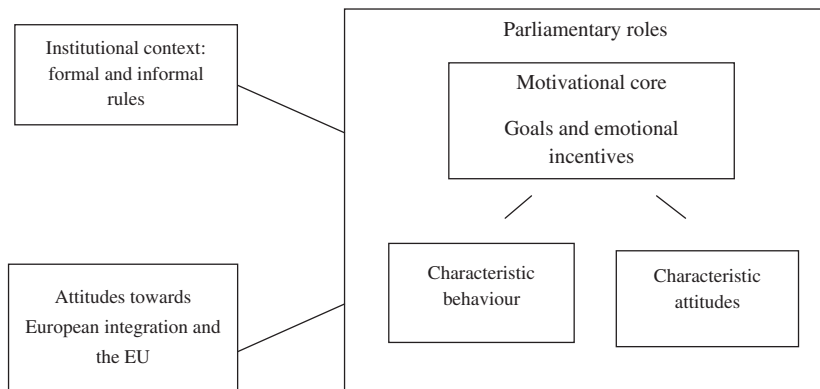 Institutional context:
formal and informal
rules
Parliamentary roles
Motivational core
Goals and emotional
incentives
Attitudes towards
European integration and
the EU
Characteristic
behaviour
Characteristic
attitudes